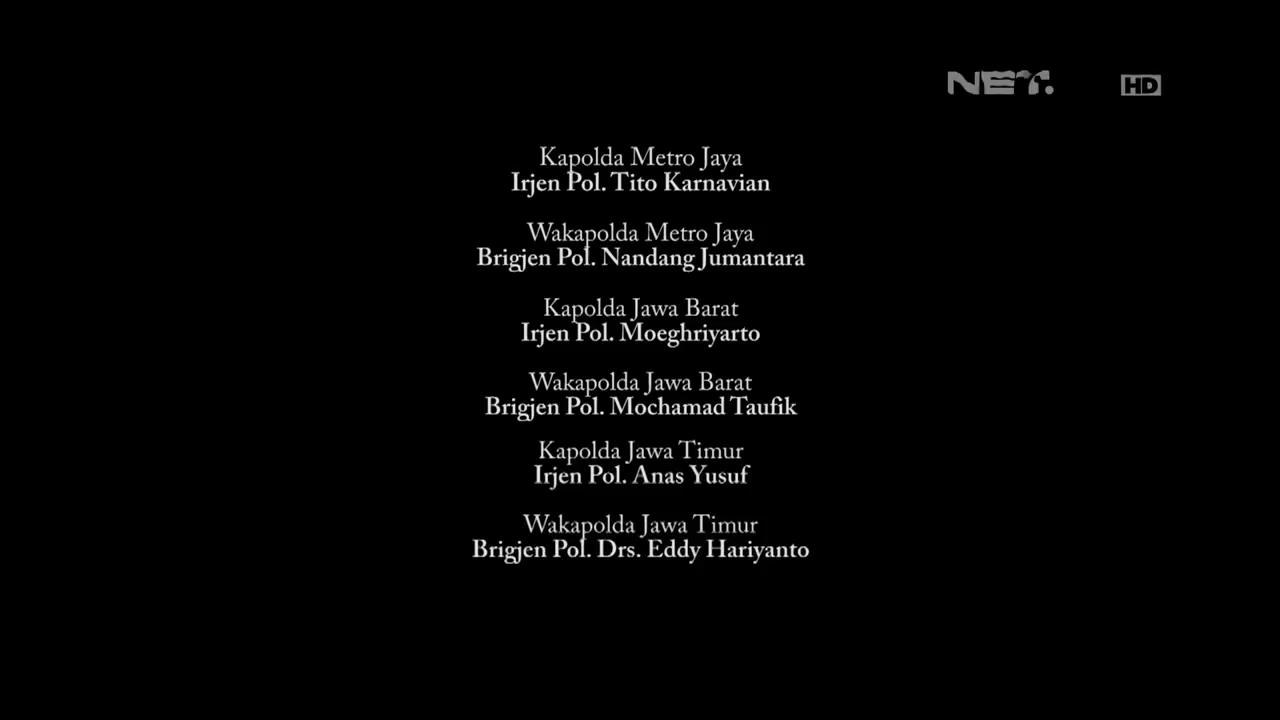 NET.
HD
Kapolda Metro Jaya
Irjen Pol. Tito Karnavian
Wakapolda Metro Jaya
Brigjen Pol. Nandang Jumantara
Kapolda Jawa Barat
Irjen Pol. Moeghriyarto
Wakapolda Jawa Barat
Brigjen Pol. Mochamad Taufik
Kapolda Jawa Timur
Irjen Pol. Anas Yusuf
Wakapolda Jawa Timur
Brigjen Pol. Drs. Eddy Hariyanto